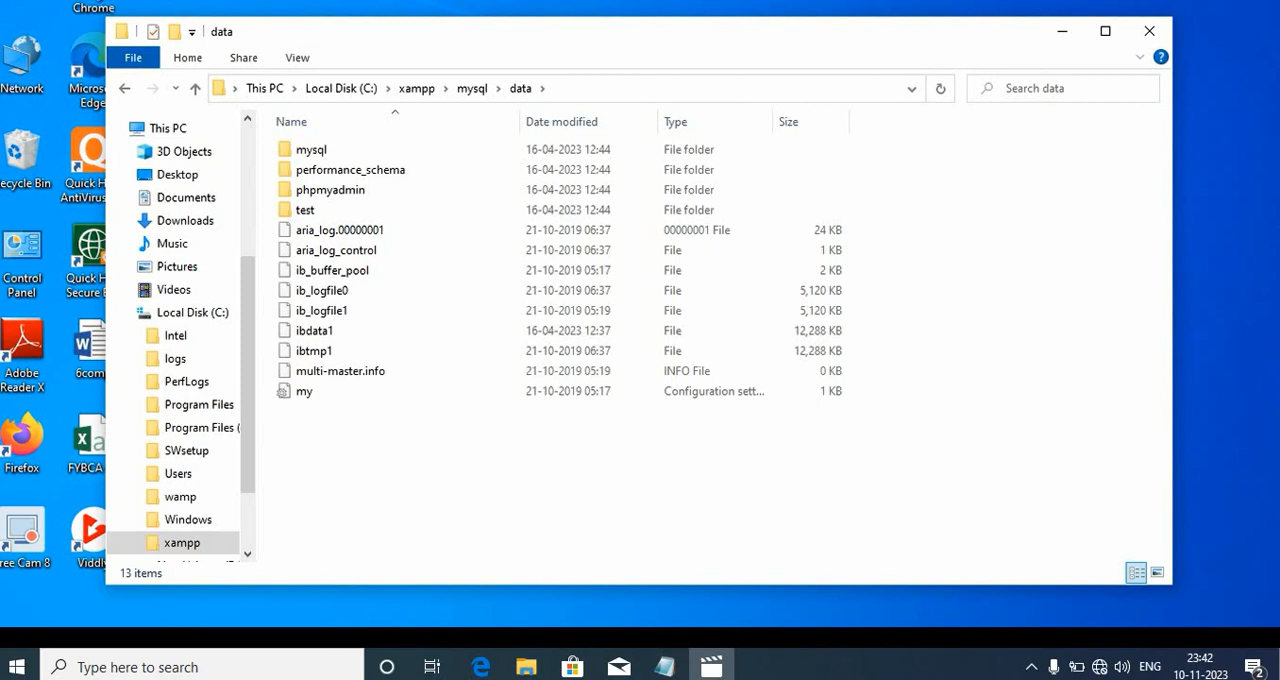 Chrome
Network
Micros
Edge
ecycle Bin
Quick H
AntiVirus
Control
Panel
Quick H
Secure B
Adobe
Reader X
6com
Firefox
FYBCA
ree Cam 8
Viddly
data
File Home Share View
This PC Local Disk (C:) xampp mysql data
Search data
This PC
3D Objects
Desktop
Documents
Downloads
Music
Pictures
Videos
Local Disk (C:)
Intel
logs
PerfLogs
Program Files
Program Files (
SWsetup
Users
wamp
Windows
xampp
Name Date modified Type Size
mysql 16-04-2023 12:44 File folder
performance_schema 16-04-2023 12:44 File folder
phpmyadmin 16-04-2023 12:44 File folder
test 16-04-2023 12:44 File folder
aria_log.00000001 21-10-2019 06:37 00000001 File 24 KB
aria_log_control 21-10-2019 06:37 File 1 KB
ib_buffer_pool 21-10-2019 05:17 File 2 KB
ib_logfile0 21-10-2019 06:37 File 5,120 KB
ib_logfile1 21-10-2019 05:19 File 5,120 KB
ibdata1 16-04-2023 12:37 File 12,288 KB
ibtmp1 21-10-2019 06:37 File 12,288 KB
multi-master.info 21-10-2019 05:19 INFO File 0 KB
my 21-10-2019 05:17 Configuration sett... 1 KB
13 items
Type here to search
ENG
23:42
10-11-2023
2